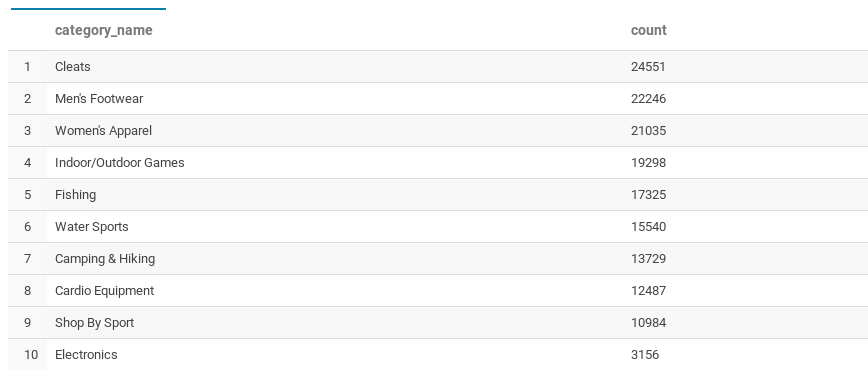 category_name count
1 Cleats 24551
2 Men's Footwear 22246
3 Women's Apparel 21035
4 Indoor/Outdoor Games 19298
5 Fishing 17325
6 Water Sports 15540
7 Camping & Hiking 13729
8 Cardio Equipment 12487
9 Shop By Sport 10984
10 Electronics 3156